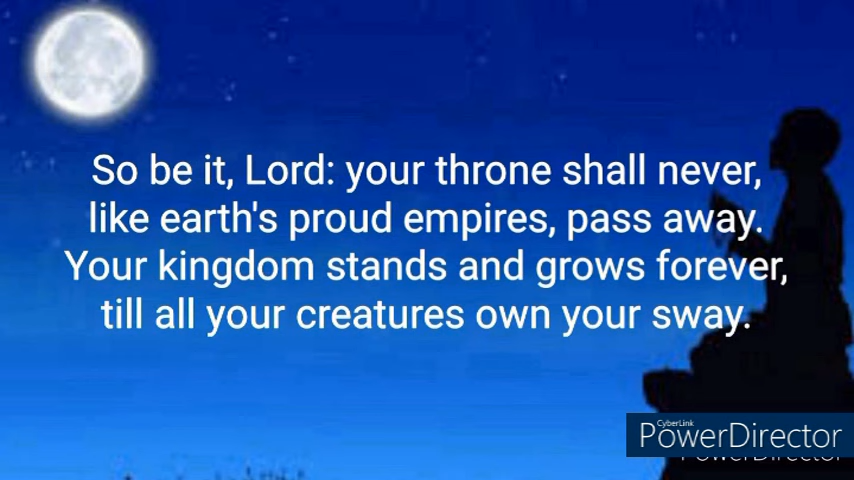 So be it, Lord: your throne shall never,
like earth's proud empires, pass away.
Your kingdom stands and grows forever,
till all your creatures own your sway.
CyberLink
PowerDirector
PowerDirector